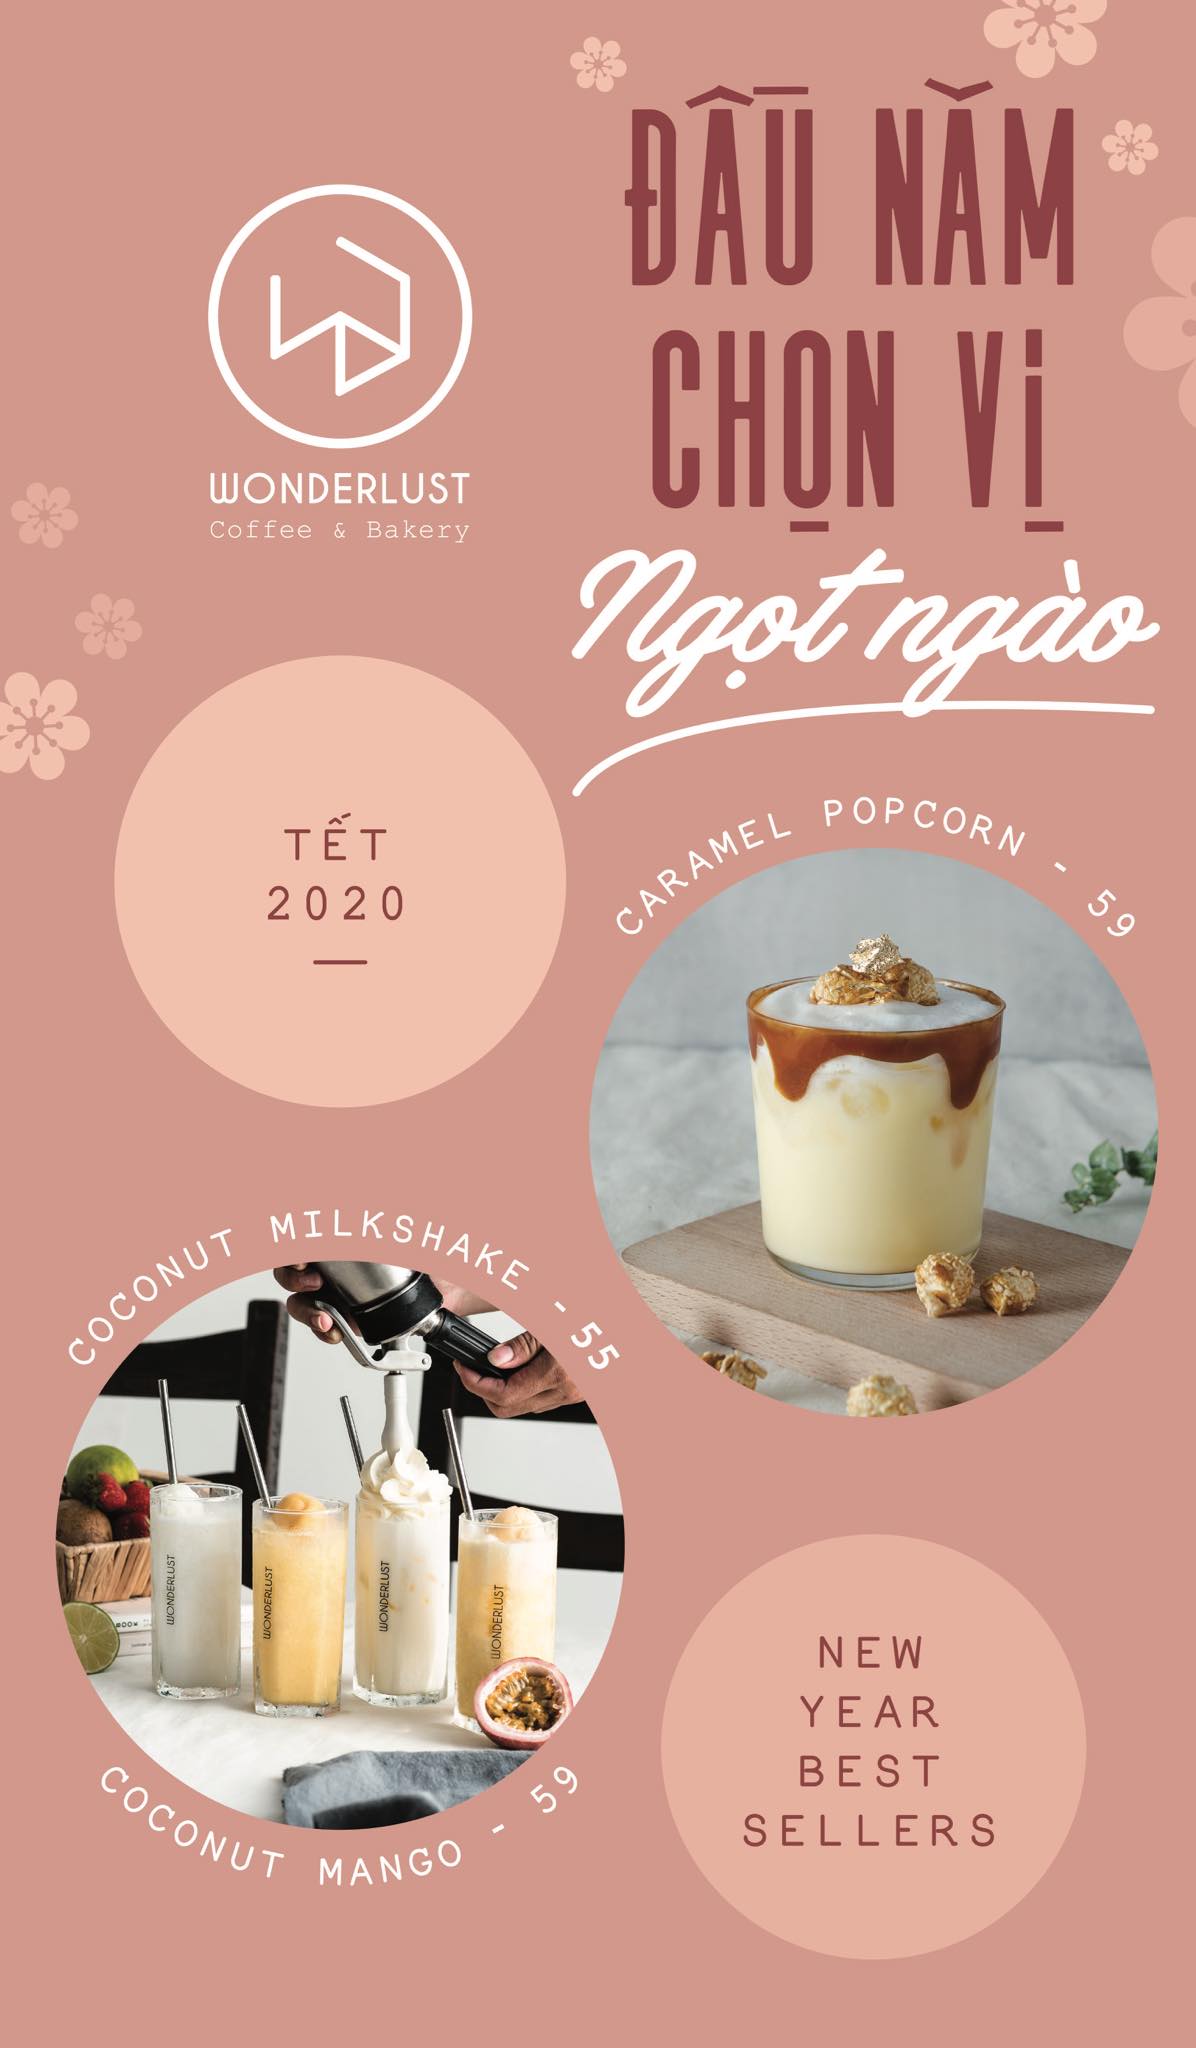 WONDERLUST
Coffee & Bakery
ĐẦU NĂM
CHỌN VỊ
Ngọt ngào
TẾT
2020
CARAMEL POPCORN - 59
COCONUT MILKSHAKE - 55
WONDERLUST
WONDERLUST
WONDERLUST
WONDERLUST
COCONUT MANGO - 59
NEW
YEAR
BEST
SELLERS